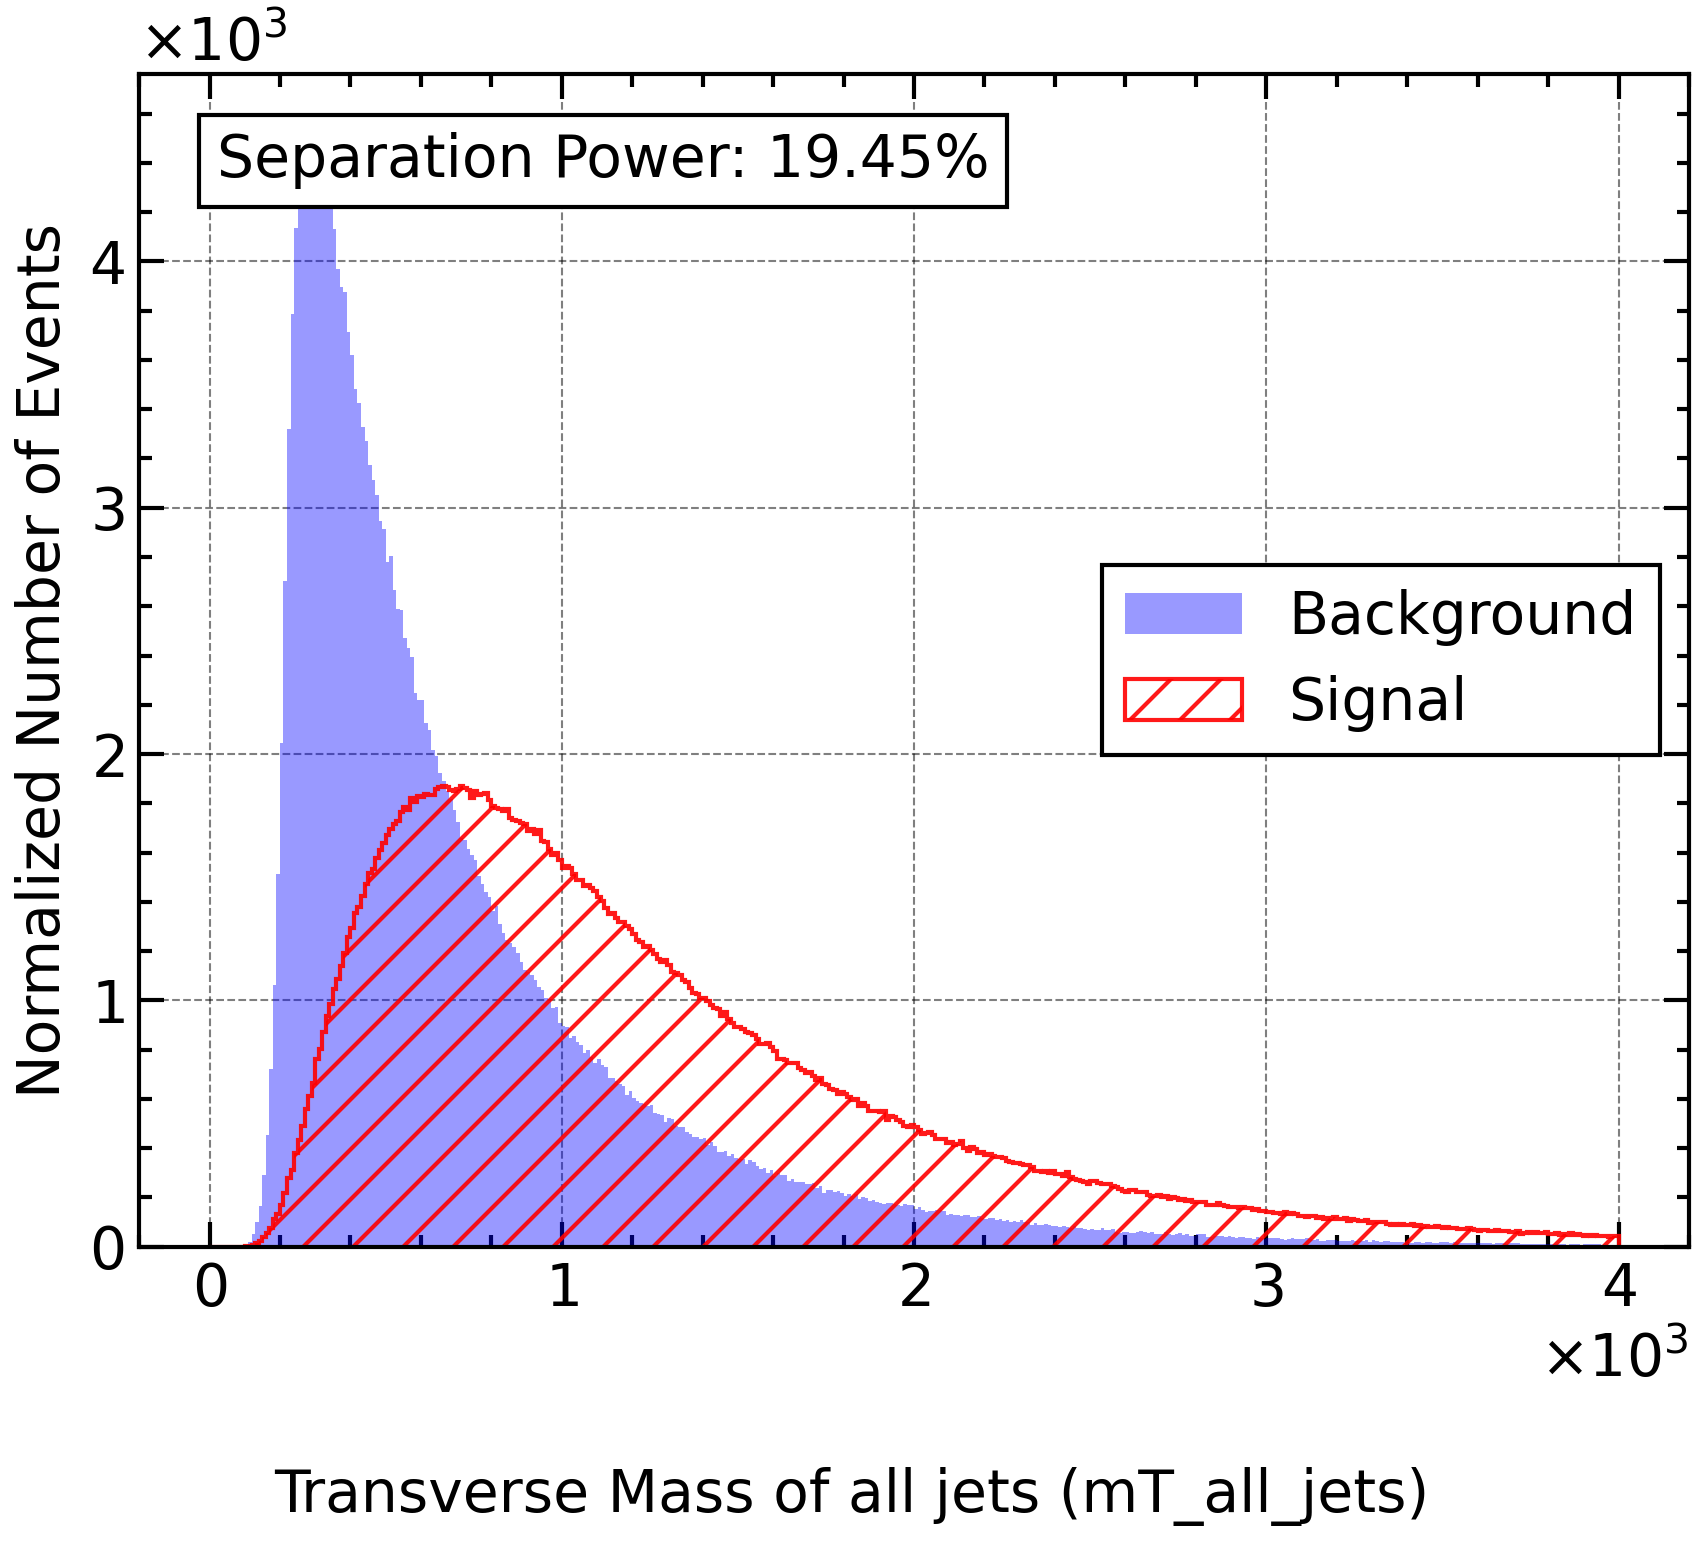 ×10³
Separation Power: 19.45%
Normalized Number of Events
4
3
2
1
0
Background
Signal
0 1 2 3 4
×10³
Transverse Mass of all jets (mT_all_jets)